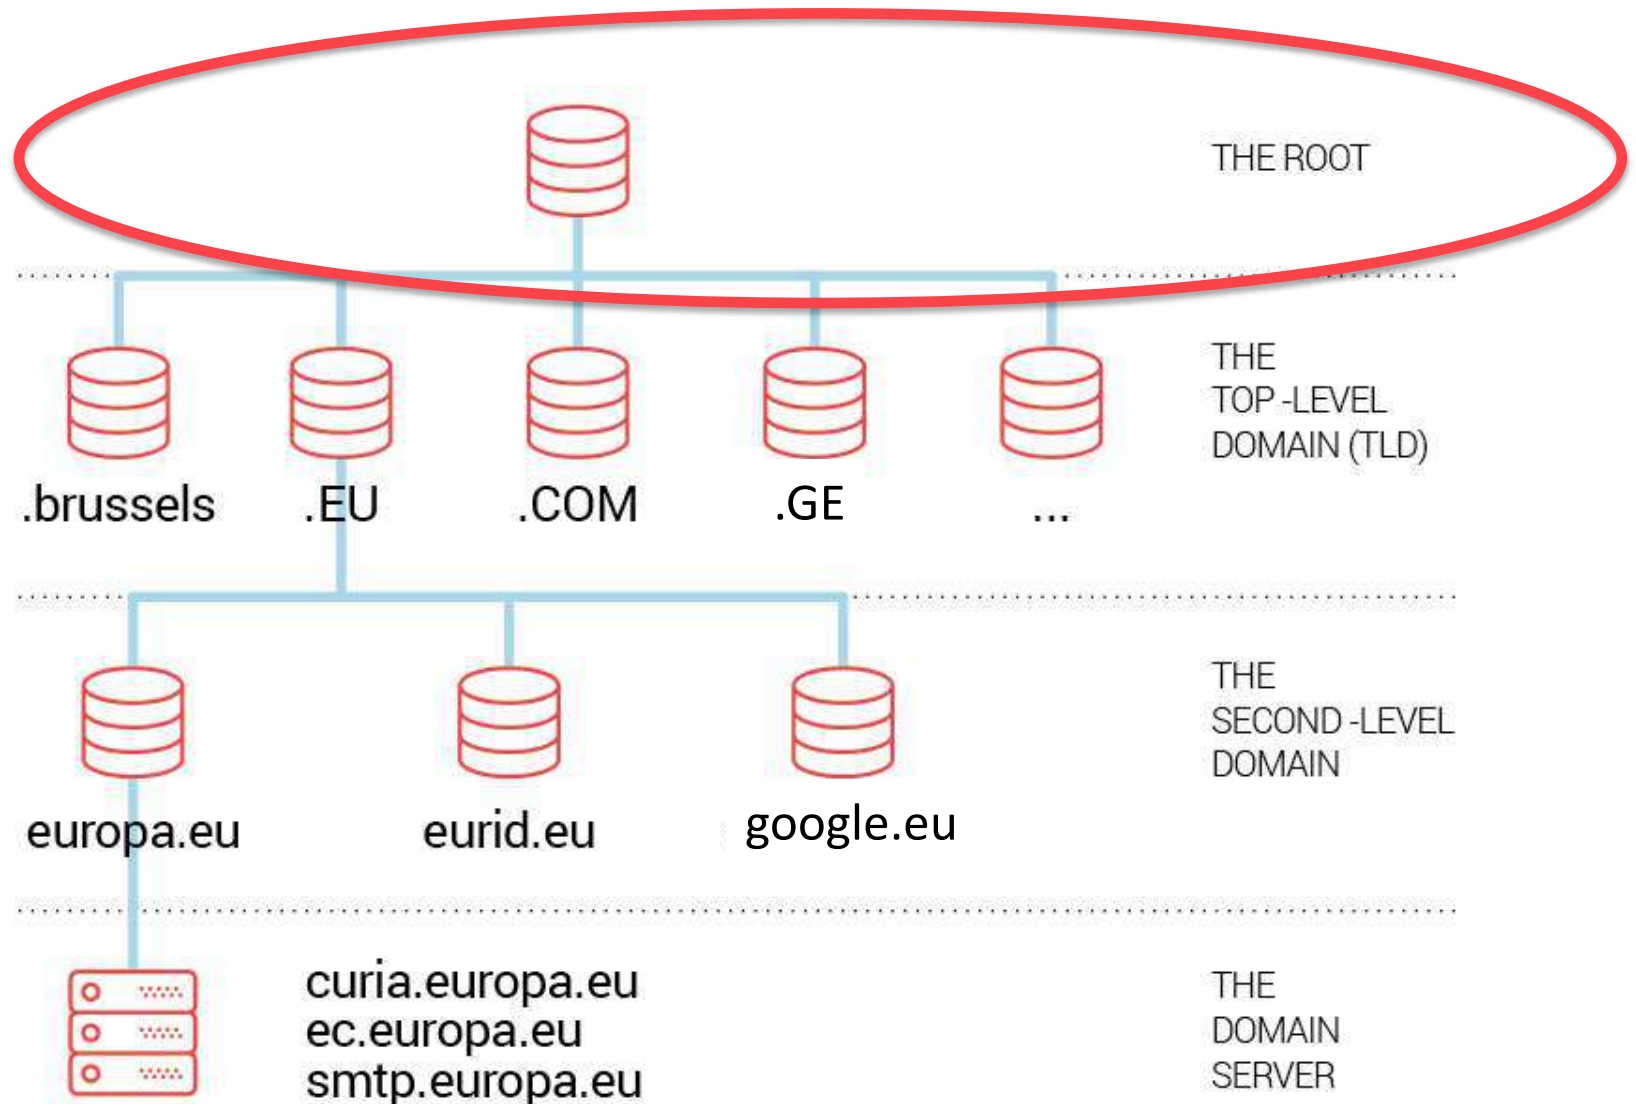 THE ROOT
THE
TOP -LEVEL
DOMAIN (TLD)
.brussels
.EU
.COM
.GE
...
THE
SECOND -LEVEL
DOMAIN
europa.eu
eurid.eu
google.eu
curia.europa.eu
ec.europa.eu
smtp.europa.eu
THE
DOMAIN
SERVER